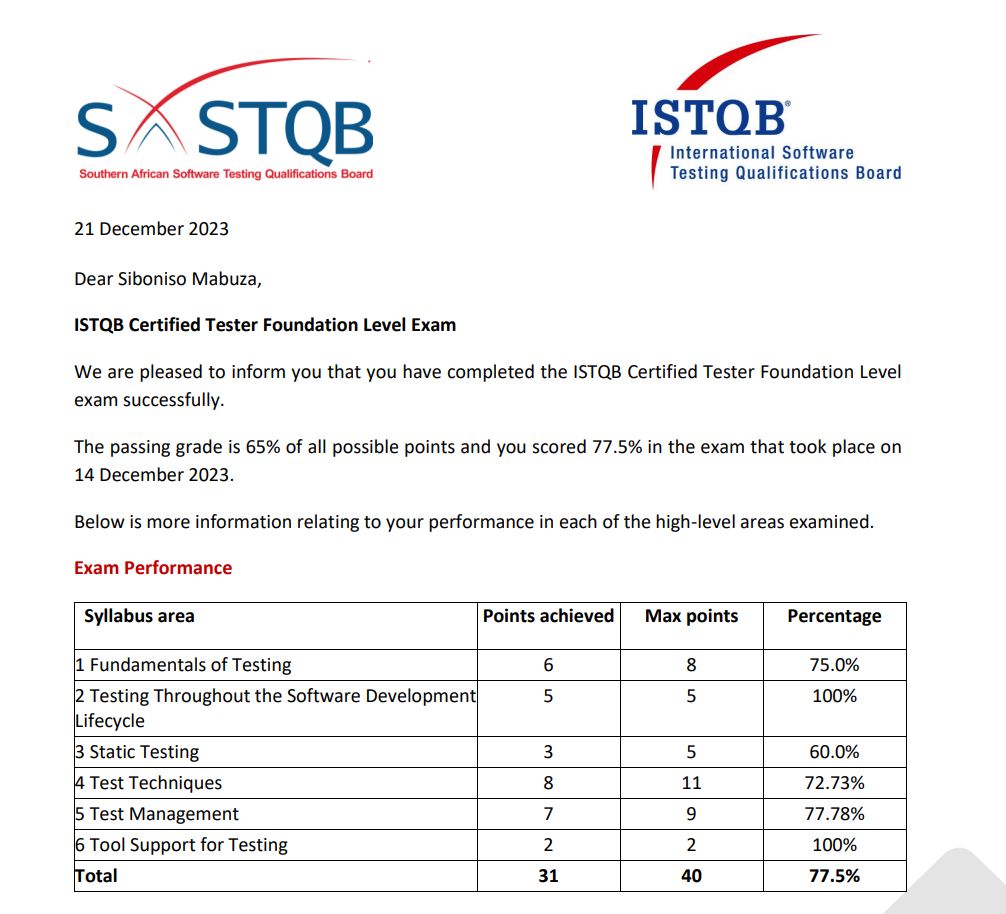 SASTQB
Southern African Software Testing Qualifications Board
ISTQB®
International Software
Testing Qualifications Board
21 December 2023
Dear Siboniso Mabuza,
ISTQB Certified Tester Foundation Level Exam
We are pleased to inform you that you have completed the ISTQB Certified Tester Foundation Level
exam successfully.
The passing grade is 65% of all possible points and you scored 77.5% in the exam that took place on
14 December 2023.
Below is more information relating to your performance in each of the high-level areas examined.
Exam Performance
Syllabus area Points achieved Max points Percentage
1 Fundamentals of Testing 6 8 75.0%
2 Testing Throughout the Software Development
Lifecycle 5 5 100%
3 Static Testing 3 5 60.0%
4 Test Techniques 8 11 72.73%
5 Test Management 7 9 77.78%
6 Tool Support for Testing 2 2 100%
Total 31 40 77.5%